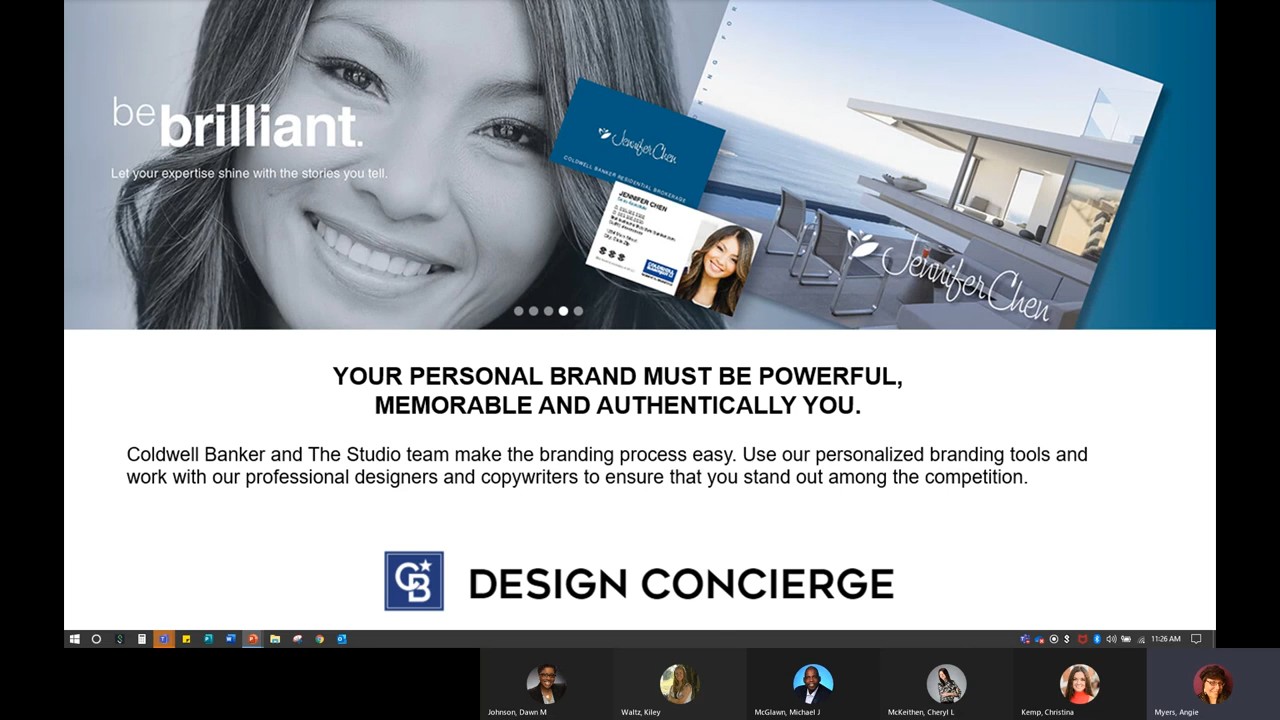 be brilliant.
Let your expertise shine with the stories you tell.
NING FOR
Jennifer Chen
COLDWELL BANKER RESIDENTIAL BROKERAGE
JENNIFER CHEN
COLDWELL BANKER
Jennifer Chen
YOUR PERSONAL BRAND MUST BE POWERFUL,
MEMORABLE AND AUTHENTICALLY YOU.
Coldwell Banker and The Studio team make the branding process easy. Use our personalized branding tools and
work with our professional designers and copywriters to ensure that you stand out among the competition.
CB DESIGN CONCIERGE
11:26 AM
Johnson, Dawn M
Waltz, Kiley
McGlawn, Michael J
McKeithen, Cheryl L
Kemp, Christina
Myers, Angie